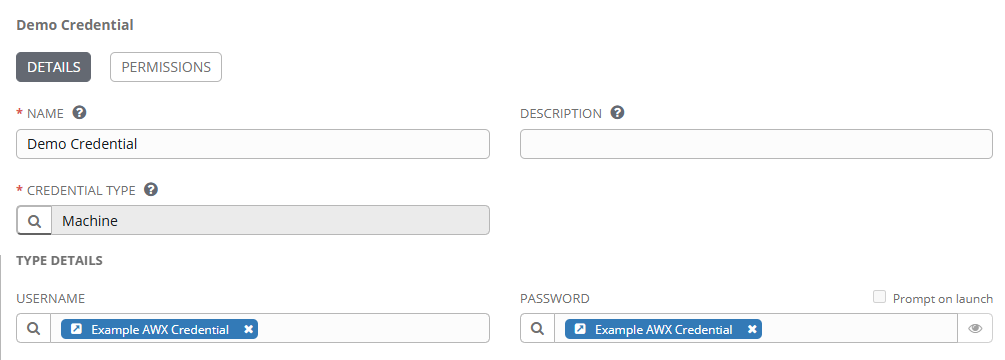 Demo Credential
DETAILS PERMISSIONS
* NAME ? DESCRIPTION ?
Demo Credential
* CREDENTIAL TYPE ?
Machine
TYPE DETAILS
USERNAME PASSWORD Prompt on launch
Example AWX Credential Example AWX Credential